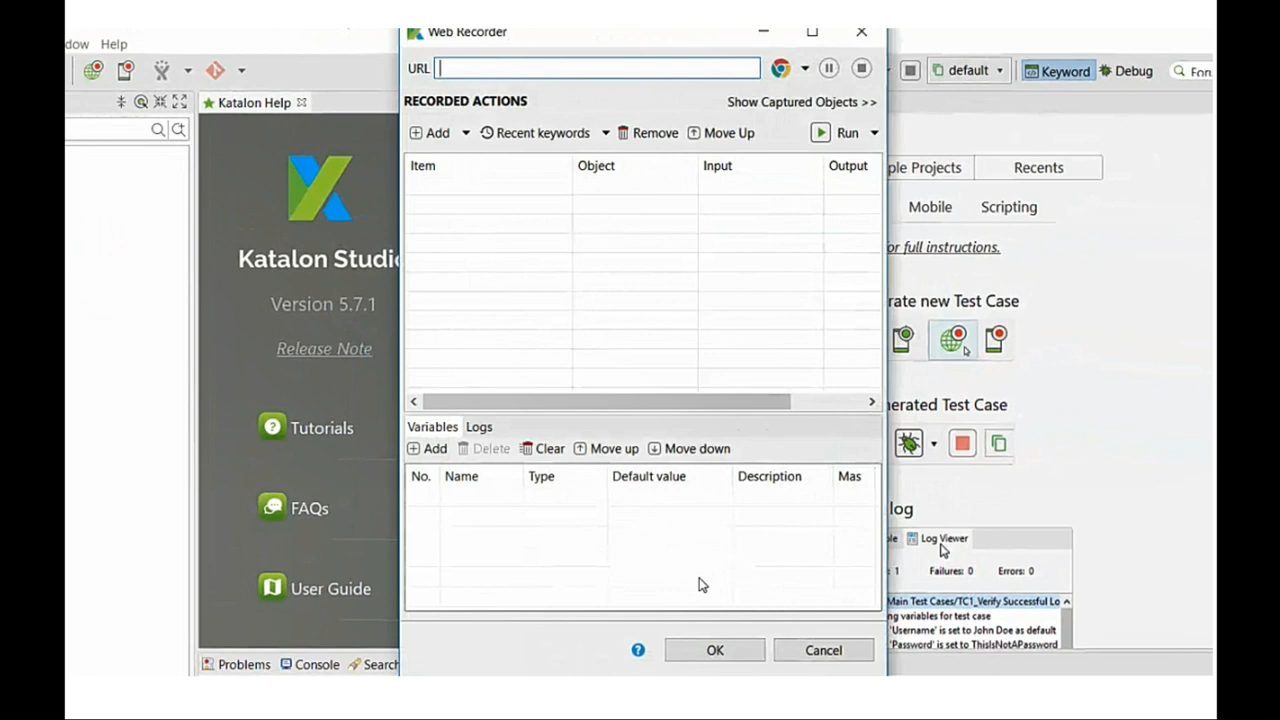 dow Help
Web Recorder
URL
default
Keyword
Debug
Katalon Help
RECORDED ACTIONS
Show Captured Objects >>
Add
Recent keywords
Remove
Move Up
Run
Item Object Input Output
ple Projects
Recents
Mobile
Scripting
for full instructions.
Katalon Studio
Version 5.7.1
Release Note
rate new Test Case
nerated Test Case
Tutorials
FAQs
User Guide
Variables Logs
Add
Delete
Clear
Move up
Move down
No. Name Type Default value Description Mas
log
Log Viewer
1 Failures: 0 Errors: 0
Main Test Cases/TC1_Verify Successful Lo
ng variables for test case
'Username' is set to John Doe as default
'Password' is set to ThisIsNotAPassword
OK
Cancel
Problems
Console
Search